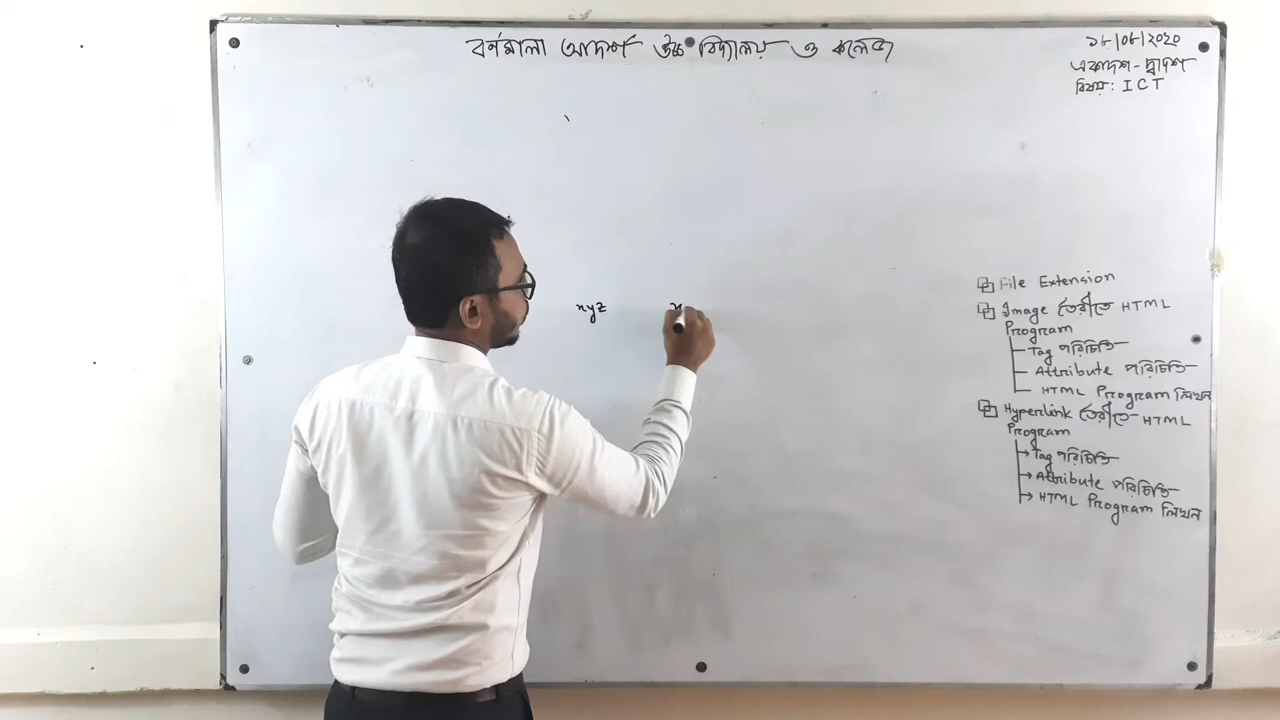 বর্ণমালা আদর্শ উচ্চ বিদ্যালয় ও কলেজ
১৮/০৮/২০২০
একাদশ-দ্বাদশ
বিষয়: ICT
xyz x
File Extension
Image তৈরীতে HTML
Program
Tag পরিচিতি
Attribute পরিচিতি
HTML Program লিখন
Hyperlink তৈরীতে HTML
Program
Tag পরিচিতি
Attribute পরিচিতি
HTML Program লিখন